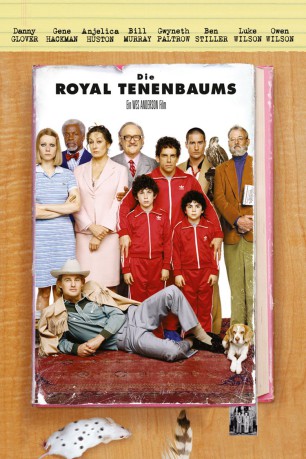 Danny Gene Anjelica Bill Gwyneth Ben Luke Owen
GLOVER HACKMAN HUSTON MURRAY PALTROW STILLER WILSON WILSON
Die
ROYAL TENENBAUMS
Ein WES ANDERSON Film